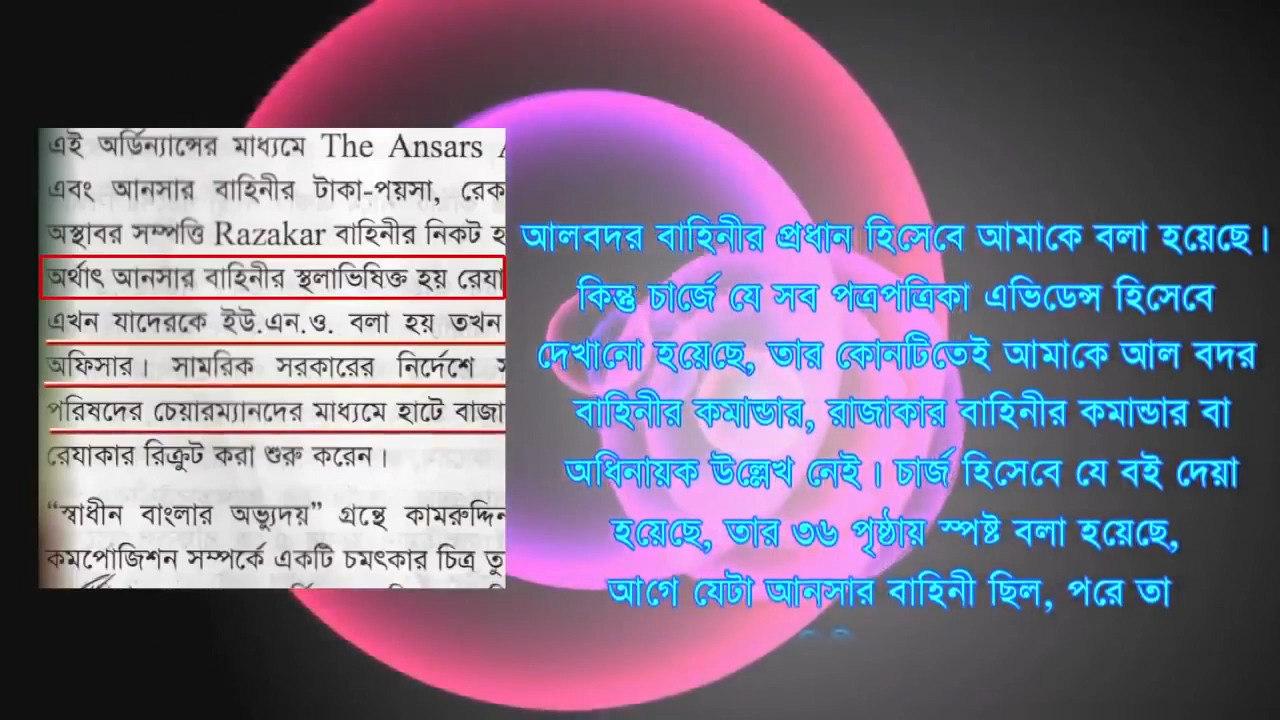 এই অর্ডিন্যান্সের মাধ্যমে The Ansars
এবং আনসার বাহিনীর টাকা-পয়সা,
অস্থাবর সম্পত্তি Razakar বাহিনীর নিকট
অর্থাৎ আনসার বাহিনীর স্থলাভিষিক্ত হয়
এখন যাদেরকে ইউ.এন.ও. বলা হয় তখন
অফিসার। সামরিক সরকারের নির্দেশে
পরিষদের চেয়ারম্যানদের মাধ্যমে হাটে
রেযাকার রিক্রুট করা শুরু করেন।
“স্বাধীন বাংলার অভ্যুদয়” গ্রন্থে
কমপোজিশন সম্পর্কে একটি চমৎকার চিত্র
আলবদর বাহিনীর প্রধান হিসেবে আমাকে বলা হয়েছে।
কিন্তু চার্জে যে সব পত্রপত্রিকা এভিডেন্স হিসেবে
দেখানো হয়েছে, তার কোনটিতেই আমাকে আল বদর
বাহিনীর কমান্ডার, রাজাকার বাহিনীর কমান্ডার বা
অধিনায়ক উল্লেখ নেই। চার্জ হিসেবে যে বই দেয়া
হয়েছে, তার ৩৬ পৃষ্ঠায় স্পষ্ট বলা হয়েছে,
আগে যেটা আনসার বাহিনী ছিল, পরে তা